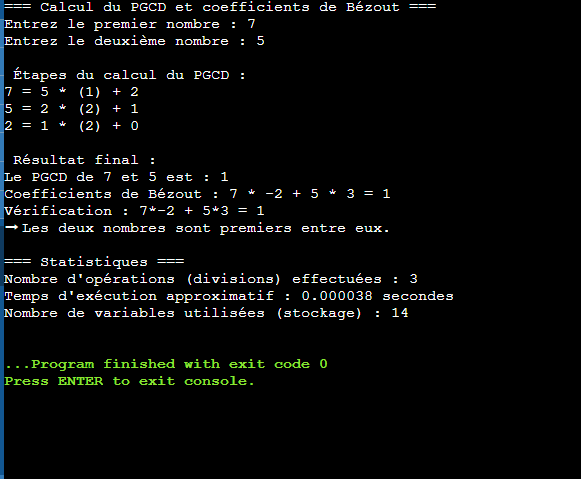 === Calcul du PGCD et coefficients de Bézout ===
Entrez le premier nombre : 7
Entrez le deuxième nombre : 5
Étapes du calcul du PGCD :
7 = 5 * (1) + 2
5 = 2 * (2) + 1
2 = 1 * (2) + 0
Résultat final :
Le PGCD de 7 et 5 est : 1
Coefficients de Bézout : 7 * -2 + 5 * 3 = 1
Vérification : 7*-2 + 5*3 = 1
→ Les deux nombres sont premiers entre eux.
=== Statistiques ===
Nombre d'opérations (divisions) effectuées : 3
Temps d'exécution approximatif : 0.000038 secondes
Nombre de variables utilisées (stockage) : 14
...Program finished with exit code 0
Press ENTER to exit console.